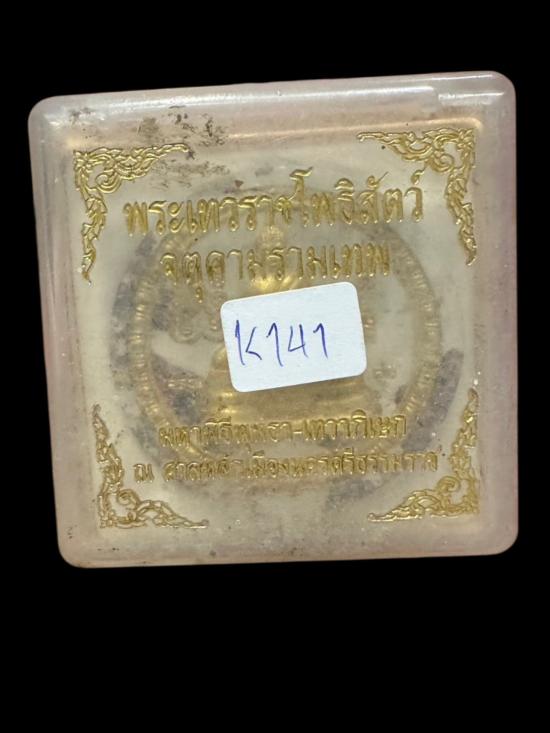 พระเทวราชโพธิสัตว์
จตุคามรามเทพ
K141
มหาพิธีพุทธา-เทวาภิเษก
ณ ศาลหลักเมืองนครศรีธรรมราช